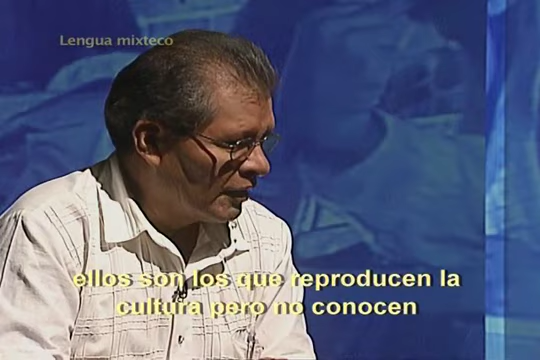 Lengua mixteco
ellos son los que reproducen la
cultura pero no conocen